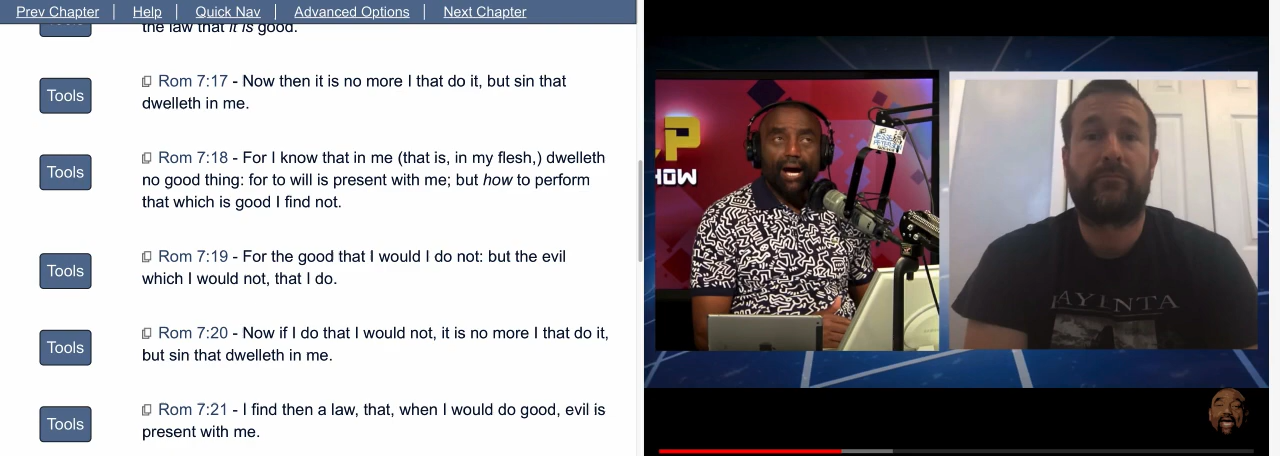 Prev Chapter | Help | Quick Nav | Advanced Options | Next Chapter
Tools
the law that it is good.
Tools
Rom 7:17 - Now then it is no more I that do it, but sin that
dwelleth in me.
Tools
Rom 7:18 - For I know that in me (that is, in my flesh,) dwelleth
no good thing: for to will is present with me; but how to perform
that which is good I find not.
Tools
Rom 7:19 - For the good that I would I do not: but the evil
which I would not, that I do.
Tools
Rom 7:20 - Now if I do that I would not, it is no more I that do it,
but sin that dwelleth in me.
Tools
Rom 7:21 - I find then a law, that, when I would do good, evil is
present with me.
LP
HOW
JESSE
PETERSON
AYINTA